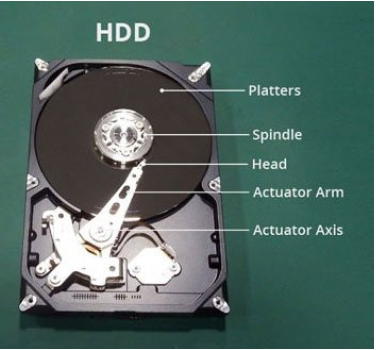 HDD
Platters
Spindle
Head
Actuator Arm
Actuator Axis